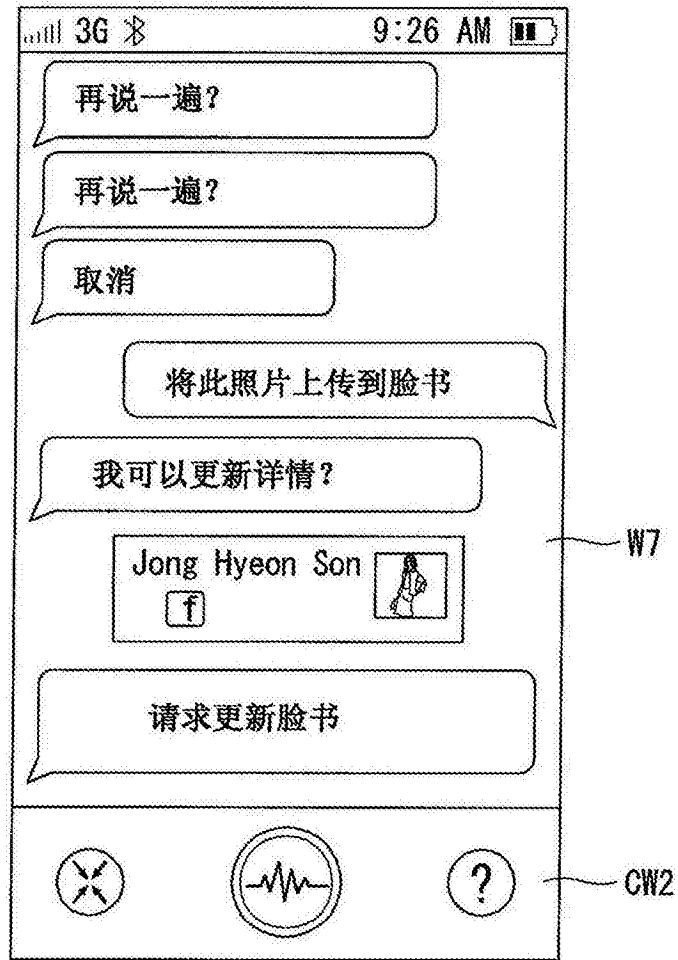 3G 9:26 AM
再说一遍?
再说一遍?
取消
将此照片上传到脸书
我可以更新详情?
W7
Jong Hyeon Son
f
请求更新脸书
?
CW2